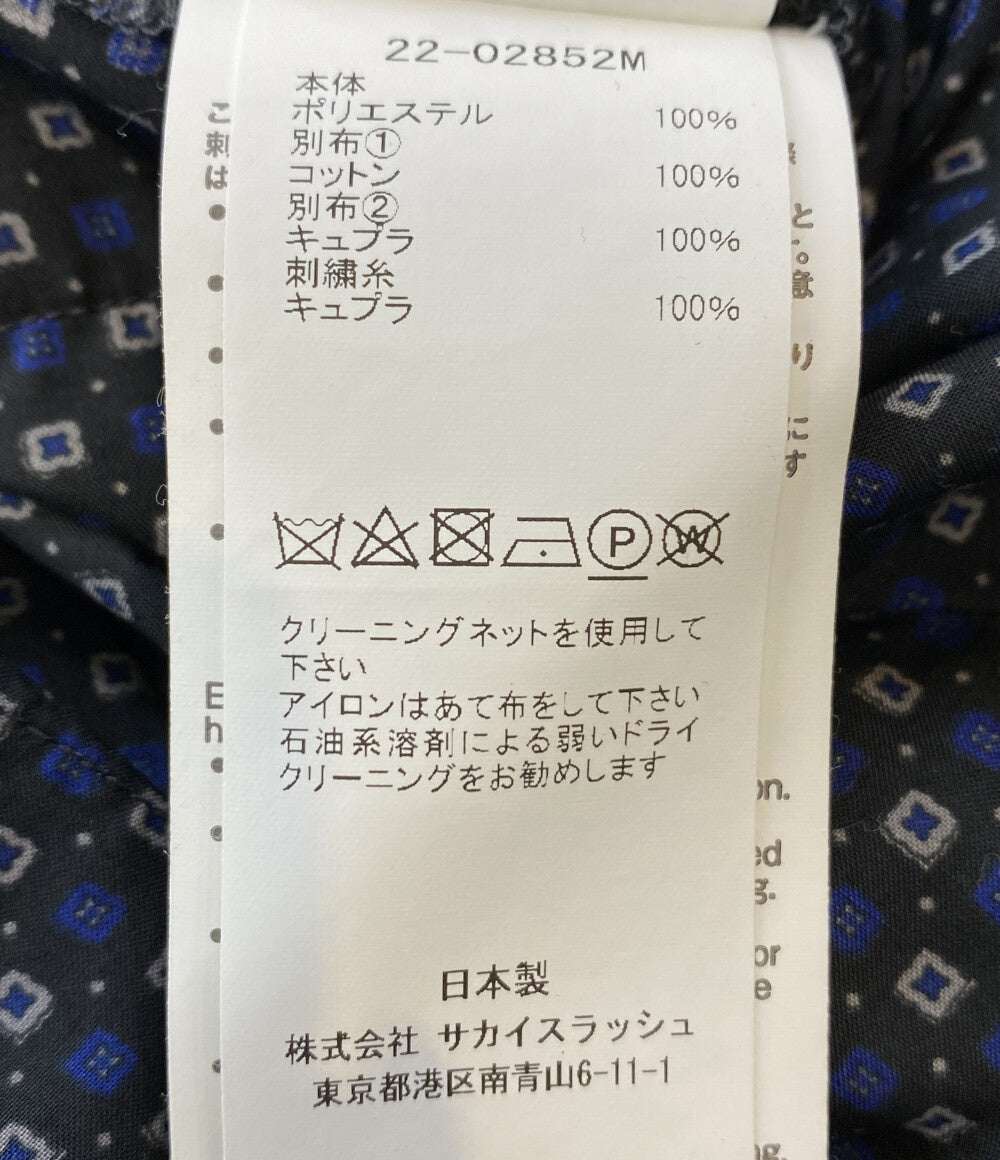 22-02852M
本体
ポリエステル 100%
別布①
コットン 100%
別布②
キュプラ 100%
刺繍糸
キュプラ 100%
P
W
クリーニングネットを使用して
下さい
アイロンはあて布をして下さい
石油系溶剤による弱いドライ
クリーニングをお勧めします
日本製
株式会社 サカイスラッシュ
東京都港区南青山6-11-1